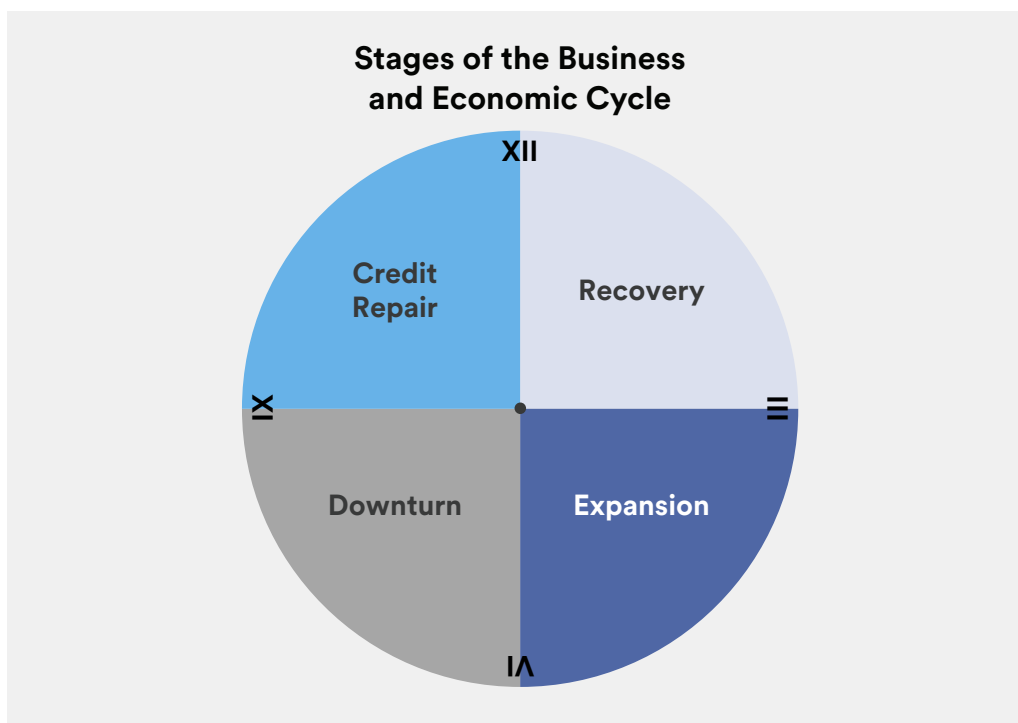 Stages of the Business
and Economic Cycle
XII
Credit
Repair
Recovery
IX
III
Downturn
Expansion
VI